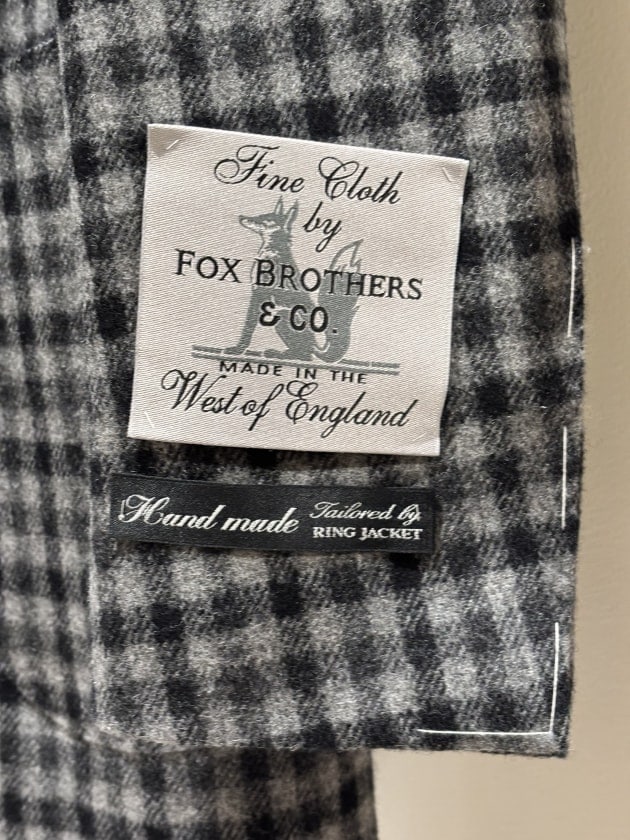 Fine Cloth
by
FOX BROTHERS
& CO.
MADE IN THE
West of England
Hand made
Tailored by
RING JACKET